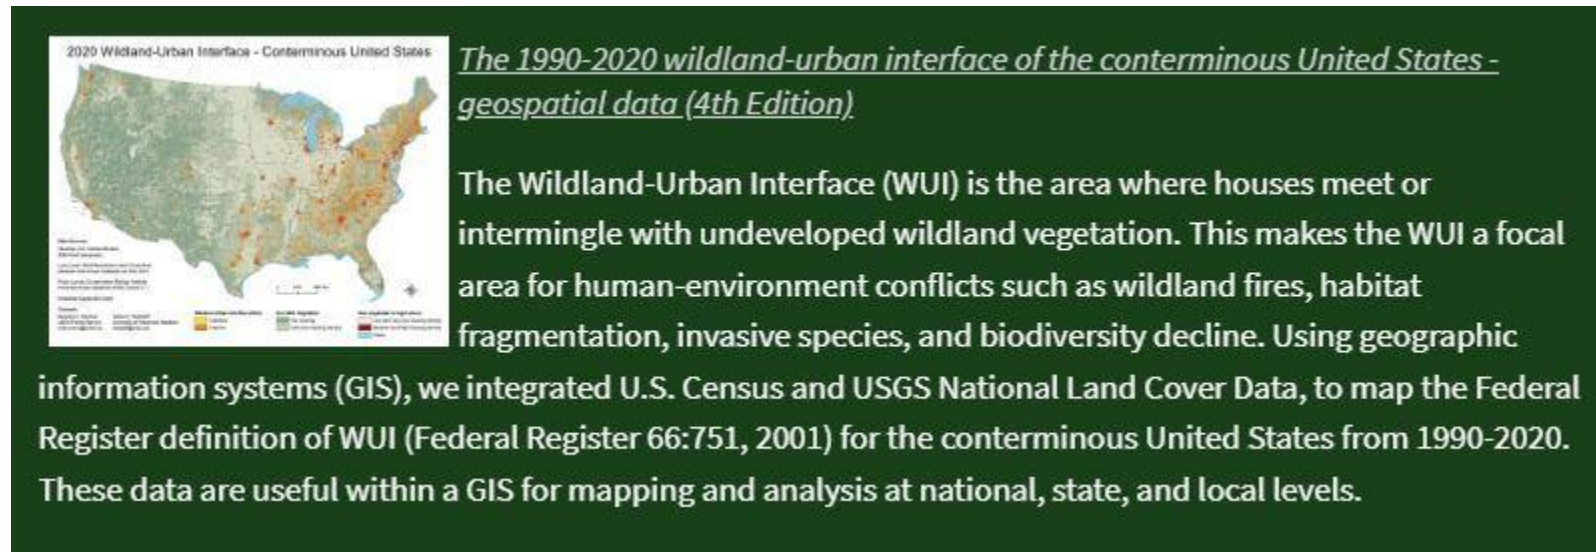 2020 Wildland-Urban Interface - Conterminous United States
The 1990-2020 wildland-urban interface of the conterminous United States -
geospatial data (4th Edition)
The Wildland-Urban Interface (WUI) is the area where houses meet or
intermingle with undeveloped wildland vegetation. This makes the WUI a focal
area for human-environment conflicts such as wildland fires, habitat
fragmentation, invasive species, and biodiversity decline. Using geographic
information systems (GIS), we integrated U.S. Census and USGS National Land Cover Data, to map the Federal
Register definition of WUI (Federal Register 66:751, 2001) for the conterminous United States from 1990-2020.
These data are useful within a GIS for mapping and analysis at national, state, and local levels.